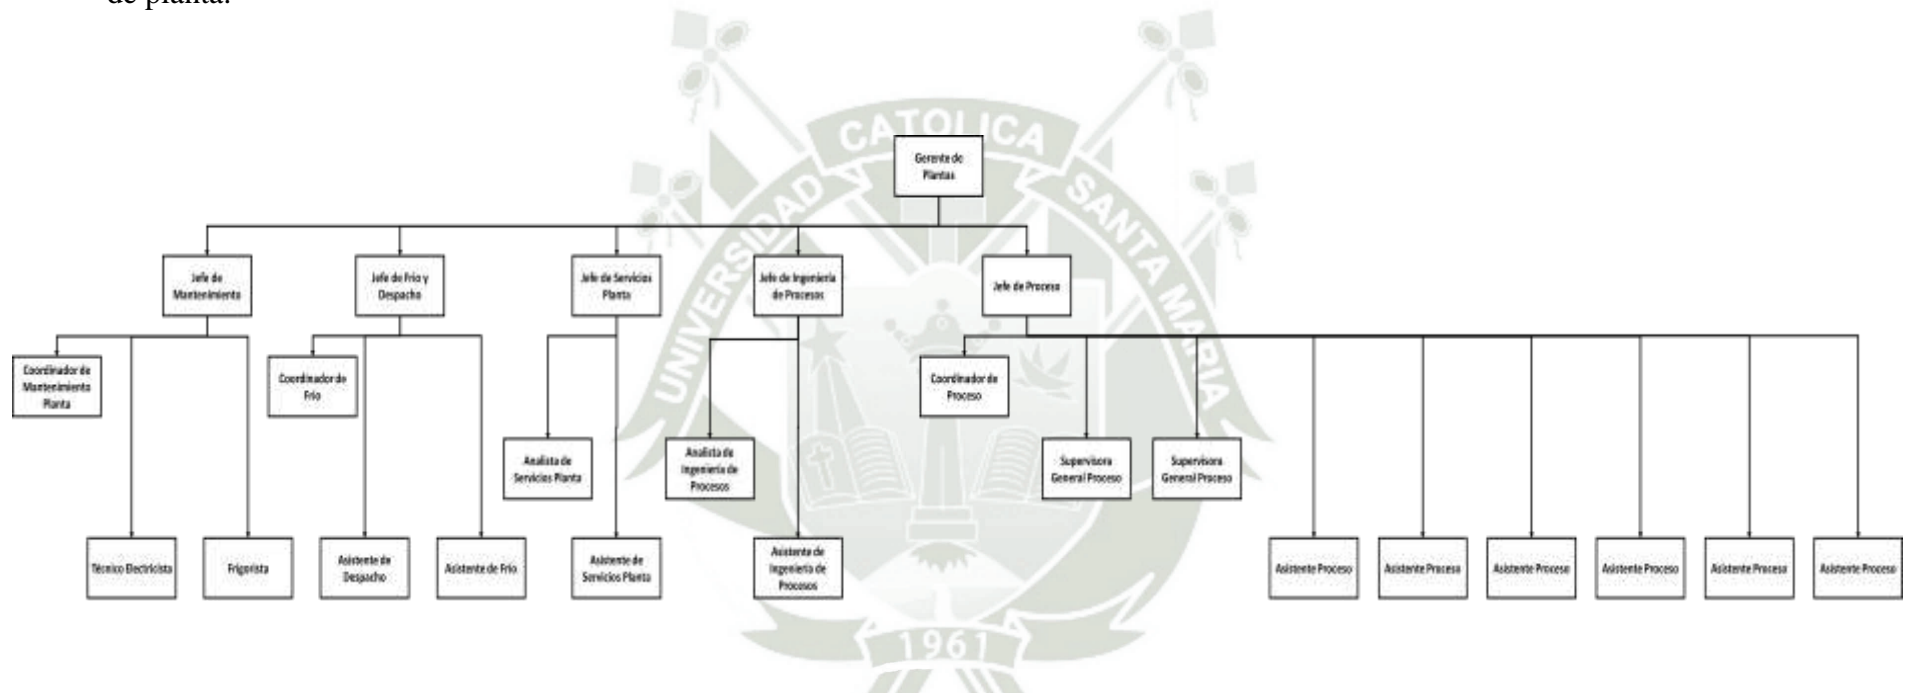 de planta.
CATOLICA
UNIVERSIDAD
SANTA MARIA
Gerente de
Plantas
Jefe de
Mantenimiento
Jefe de Frio y
Despacho
Jefe de Servicios
Planta
Jefe de Ingeniería
de Procesos
Jefe de Proceso
Coordinador de
Mantenimiento
Planta
Coordinador de
Frio
Coordinador de
Proceso
Analista de
Servicios Planta
Analista de
Ingeniería de
Procesos
Supervisora
General Proceso
Supervisora
General Proceso
Técnico Electricista
Frigorista
Asistente de
Despacho
Asistente de Frio
Asistente de
Servicios Planta
Asistente de
Ingeniería de
Procesos
Asistente Proceso
Asistente Proceso
Asistente Proceso
Asistente Proceso
Asistente Proceso
Asistente Proceso
1961